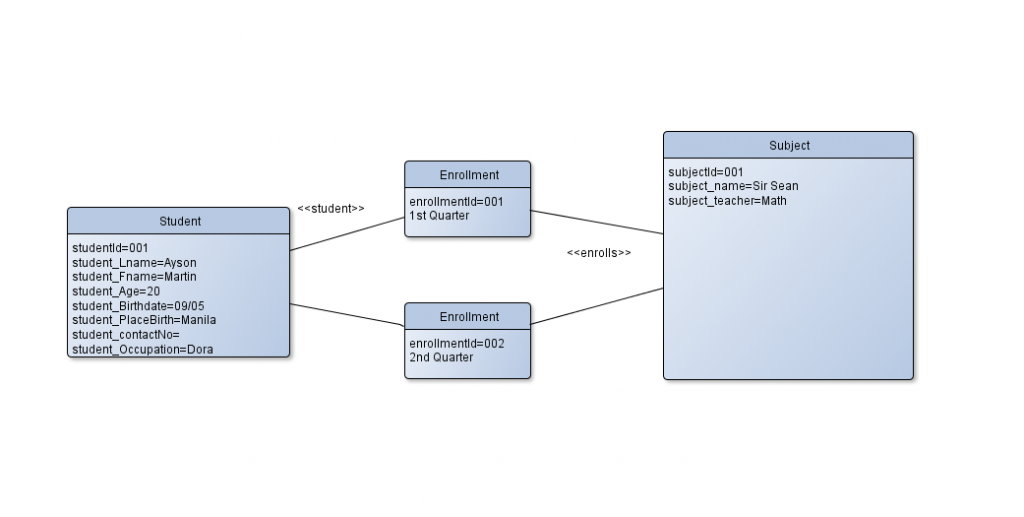 Student
studentId=001
student_Lname=Ayson
student_Fname=Martin
student_Age=20
student_Birthdate=09/05
student_PlaceBirth=Manila
student_contactNo=
student_Occupation=Dora
<<student>>
Enrollment
enrollmentId=001
1st Quarter
Enrollment
enrollmentId=002
2nd Quarter
<<enrolls>>
Subject
subjectId=001
subject_name=Sir Sean
subject_teacher=Math